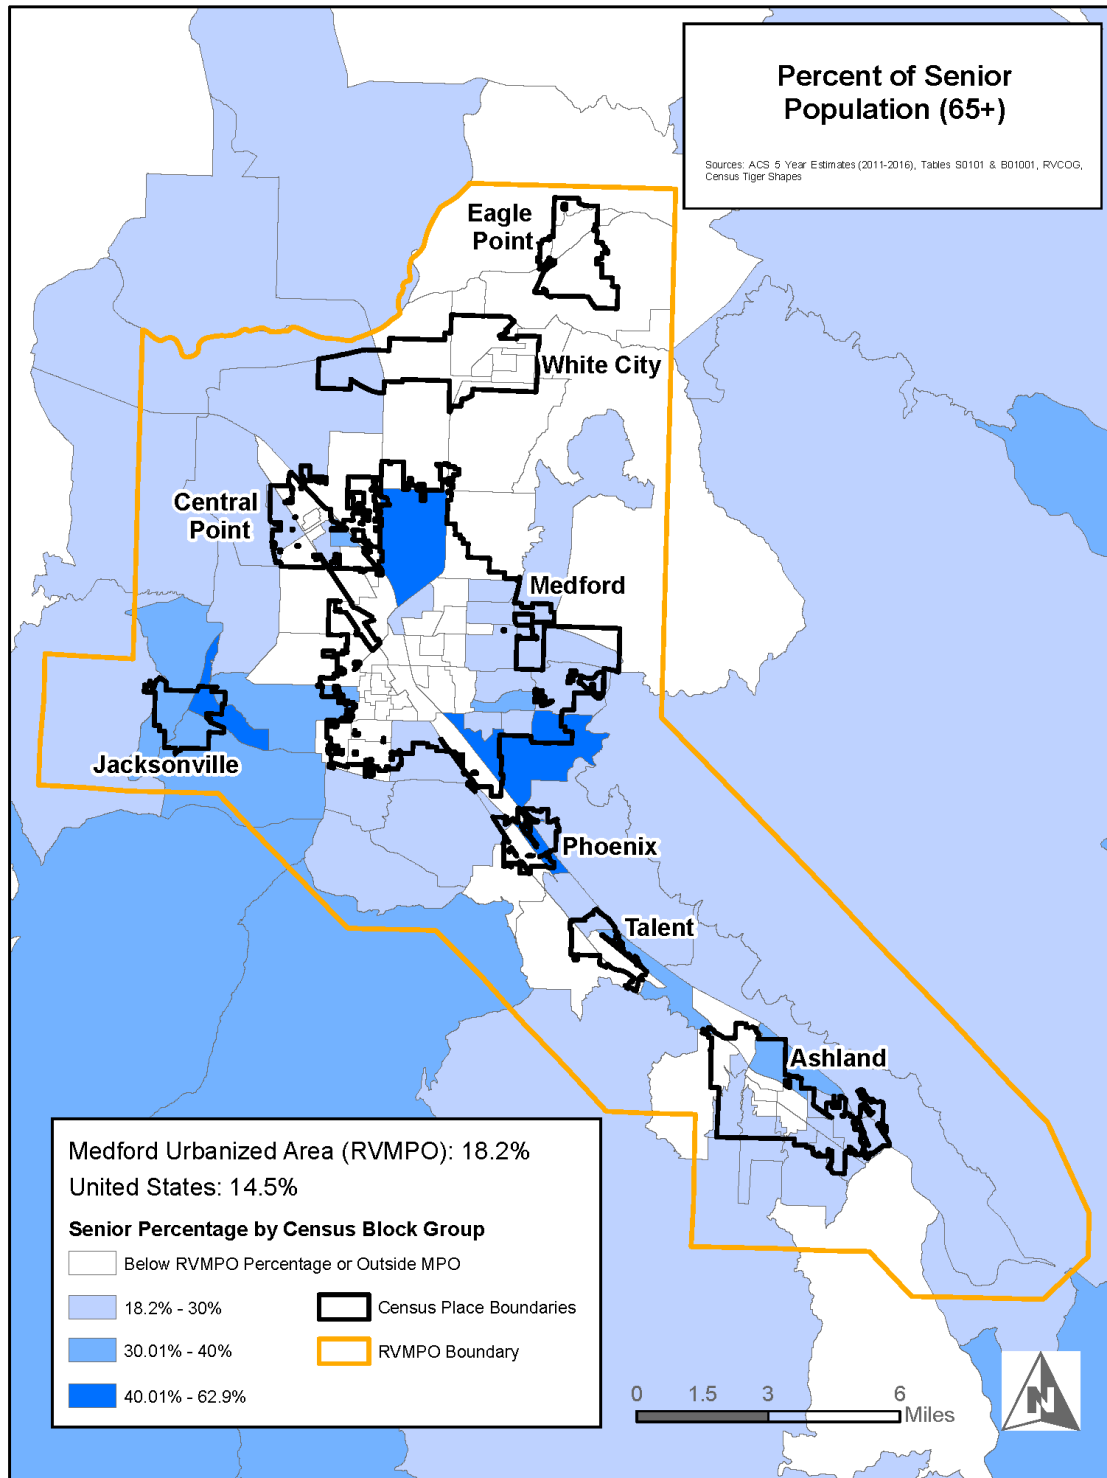 Percent of Senior
Population (65+)
Sources: ACS 5 Year Estimates (2011-2016), Tables S0101 & B01001, RVCOG,
Census Tiger Shapes
Eagle
Point
White City
Central
Point
Medford
Jacksonville
Phoenix
Talent
Ashland
Medford Urbanized Area (RVMPO): 18.2%
United States: 14.5%
Senior Percentage by Census Block Group
Below RVMPO Percentage or Outside MPO
18.2% - 30%
Census Place Boundaries
30.01% - 40%
RVMPO Boundary
40.01% - 62.9%
0 1.5 3 6
Miles
N